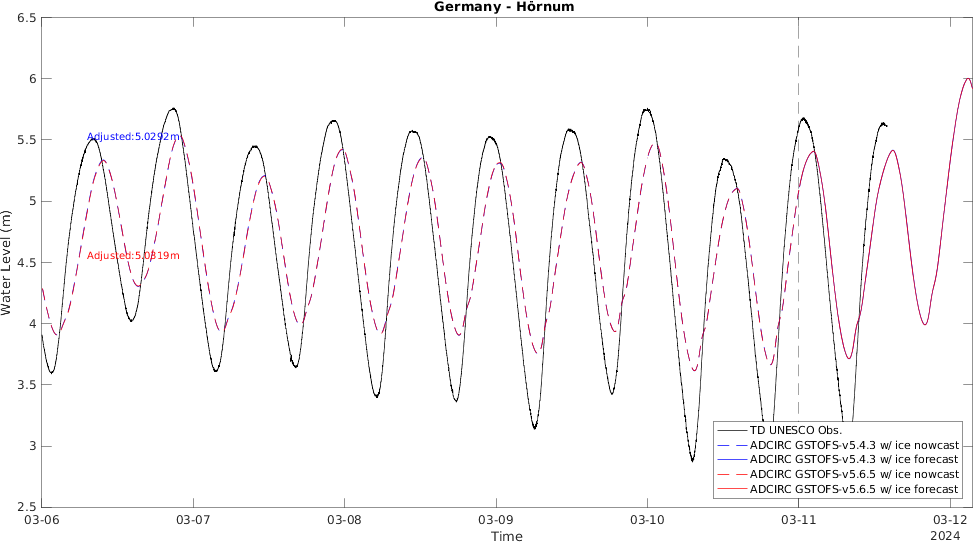 Germany - Hörnum
6.5
6
5.5
5
4.5
4
3.5
3
2.5
Water Level (m)
Adjusted:5.0292m
Adjusted:5.0319m
TD UNESCO Obs.
ADCIRC GSTOFS-v5.4.3 w/ ice nowcast
ADCIRC GSTOFS-v5.4.3 w/ ice forecast
ADCIRC GSTOFS-v5.6.5 w/ ice nowcast
ADCIRC GSTOFS-v5.6.5 w/ ice forecast
03-06 03-07 03-08 03-09 03-10 03-11 03-12
Time
2024